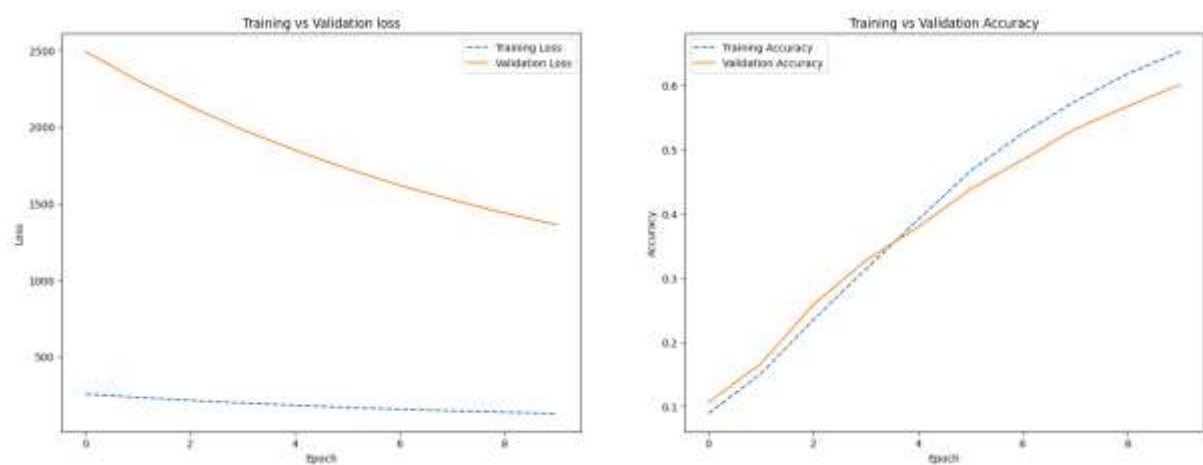 Training vs Validation loss
Training Loss
Validation Loss
2500
2000
1500
1000
500
Loss
0
2
4
6
8
Epoch
Training vs Validation Accuracy
Training Accuracy
Validation Accuracy
0.6
0.5
0.4
0.3
0.2
0.1
Accuracy
0
2
4
6
8
Epoch